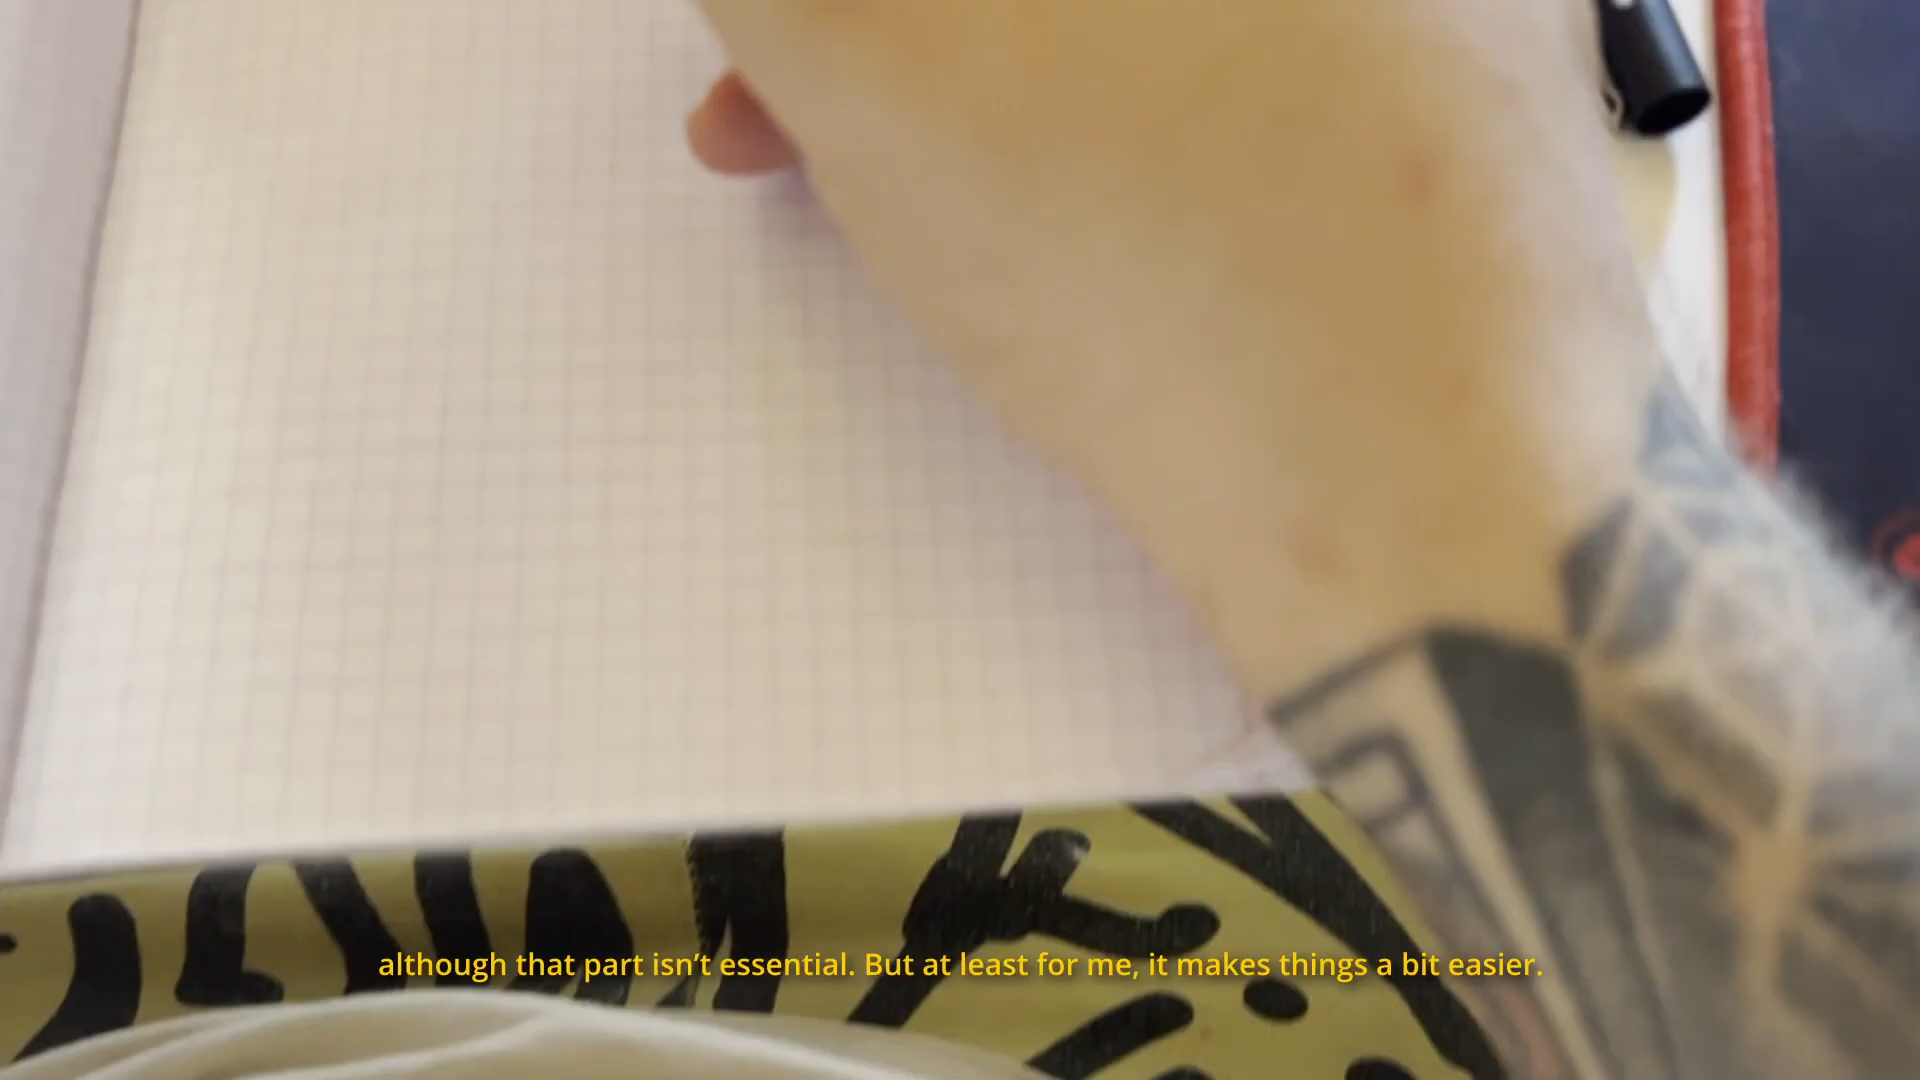 although that part isn’t essential. But at least for me, it makes things a bit easier.